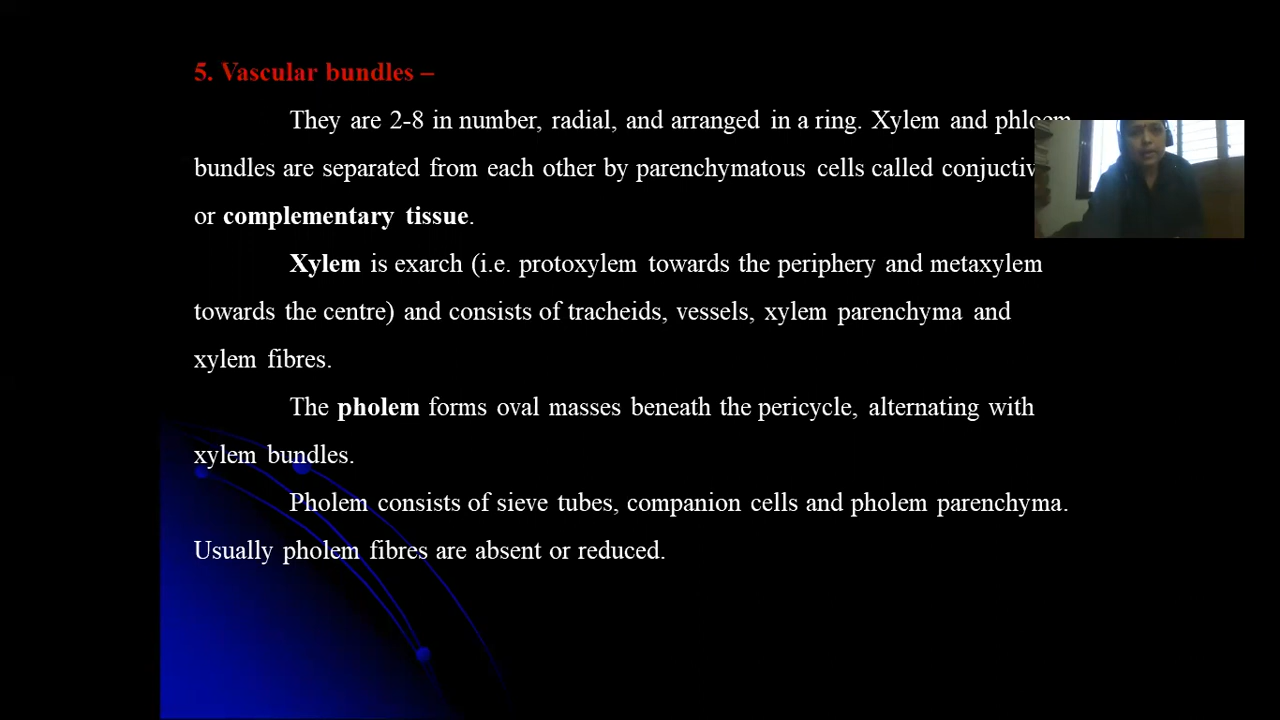 5. Vascular bundles –
They are 2-8 in number, radial, and arranged in a ring. Xylem and phloem
bundles are separated from each other by parenchymatous cells called conjuctiv
or complementary tissue.
Xylem is exarch (i.e. protoxylem towards the periphery and metaxylem
towards the centre) and consists of tracheids, vessels, xylem parenchyma and
xylem fibres.
The pholem forms oval masses beneath the pericycle, alternating with
xylem bundles.
Pholem consists of sieve tubes, companion cells and pholem parenchyma.
Usually pholem fibres are absent or reduced.